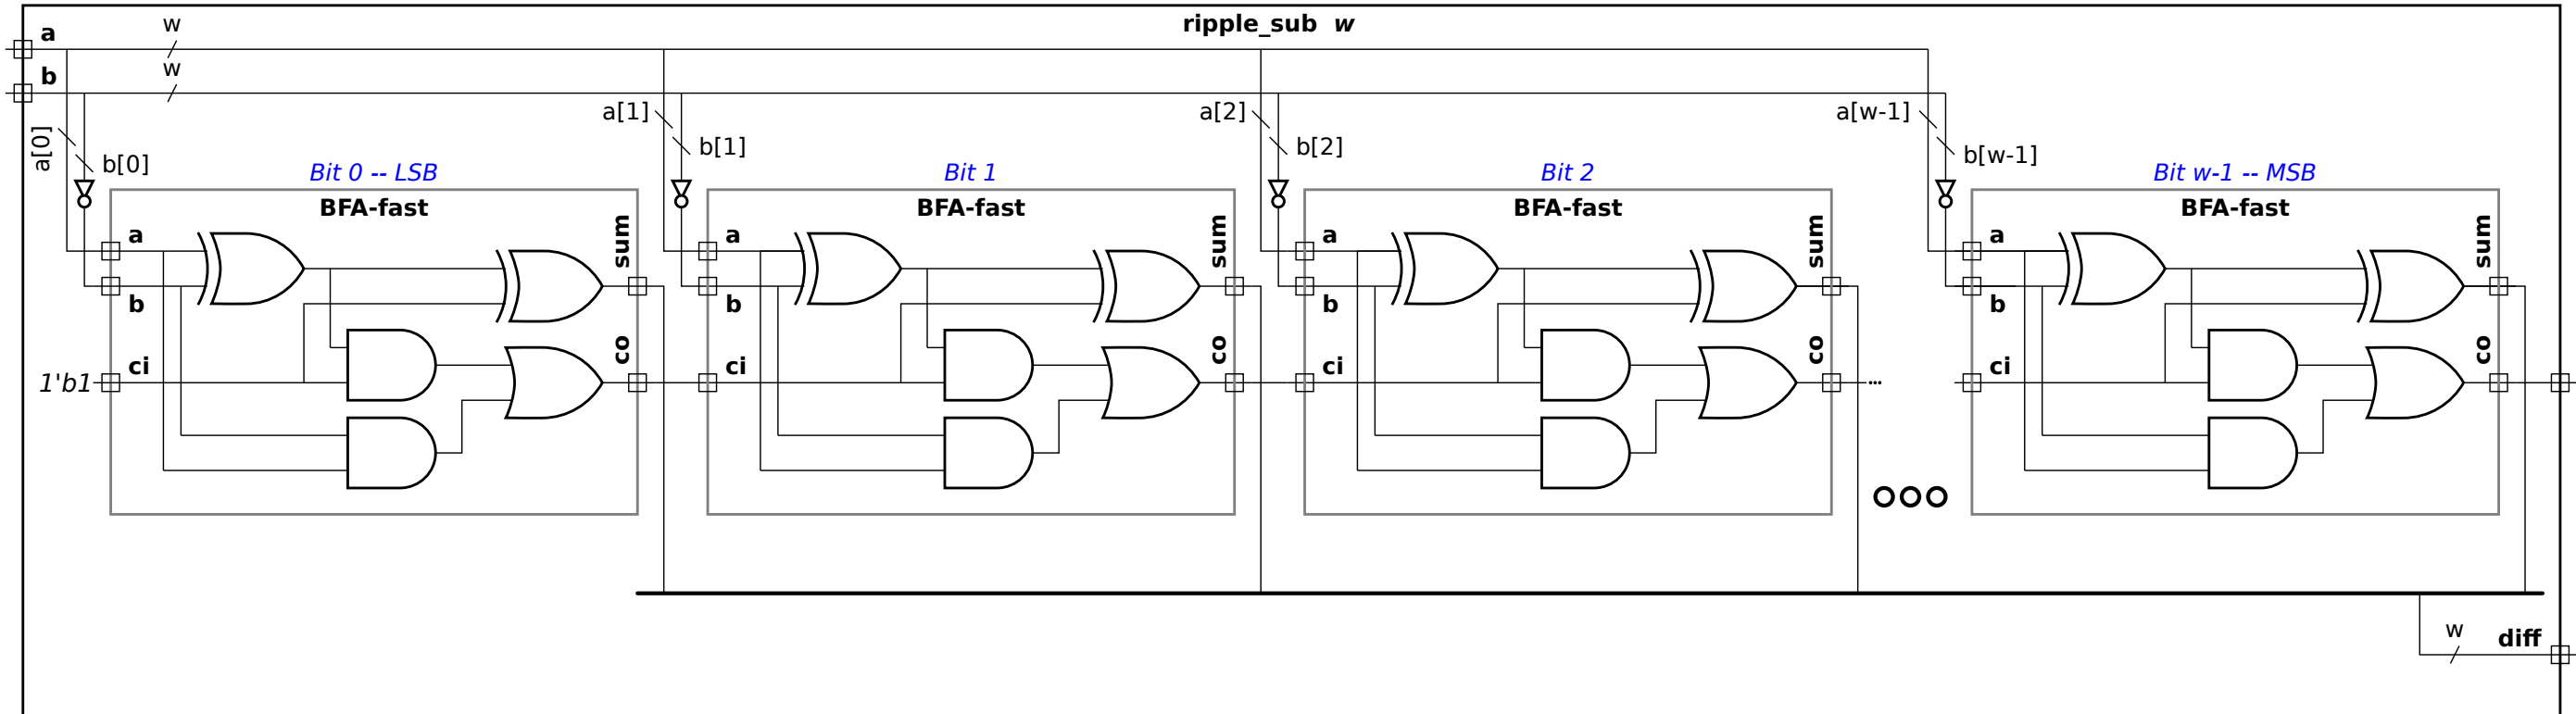 ripple_sub w
a
w
b
w
a[0]
b[0]
a[1]
b[1]
a[2]
b[2]
a[w-1]
b[w-1]
Bit 0 -- LSB
BFA-fast
a
b
ci
sum
co
1'b1
Bit 1
BFA-fast
a
b
ci
sum
co
Bit 2
BFA-fast
a
b
ci
sum
co
...
Bit w-1 -- MSB
BFA-fast
a
b
ci
sum
co
w
diff